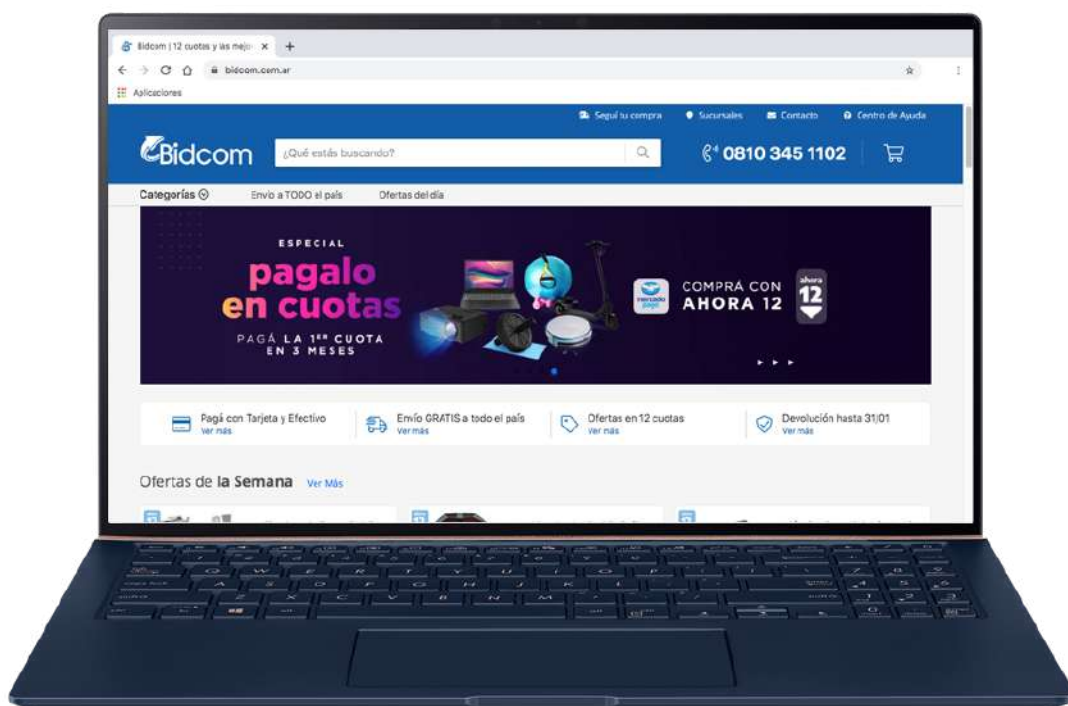 Bidcom | 12 cuotas y las mejo
bidcom.com.ar
Aplicaciones
Seguí tu compra
Sucursales
Contacto
Centro de Ayuda
Bidcom
¿Qué estás buscando?
0810 345 1102
Categorías
Envío a TODO el país
Ofertas del día
ESPECIAL
pagalo
en cuotas
PAGÁ LA 1ER CUOTA
EN 3 MESES
mercado
pago
COMPRÁ CON
AHORA 12
ahora
12
Pagá con Tarjeta y Efectivo
Ver más
Envío GRATIS a todo el país
Ver más
Ofertas en 12 cuotas
Ver más
Devolución hasta 31/01
Ver más
Ofertas de la Semana
Ver Más
Q W E R T Y U I O P
A S D F G H J K L
Z X C V B N M